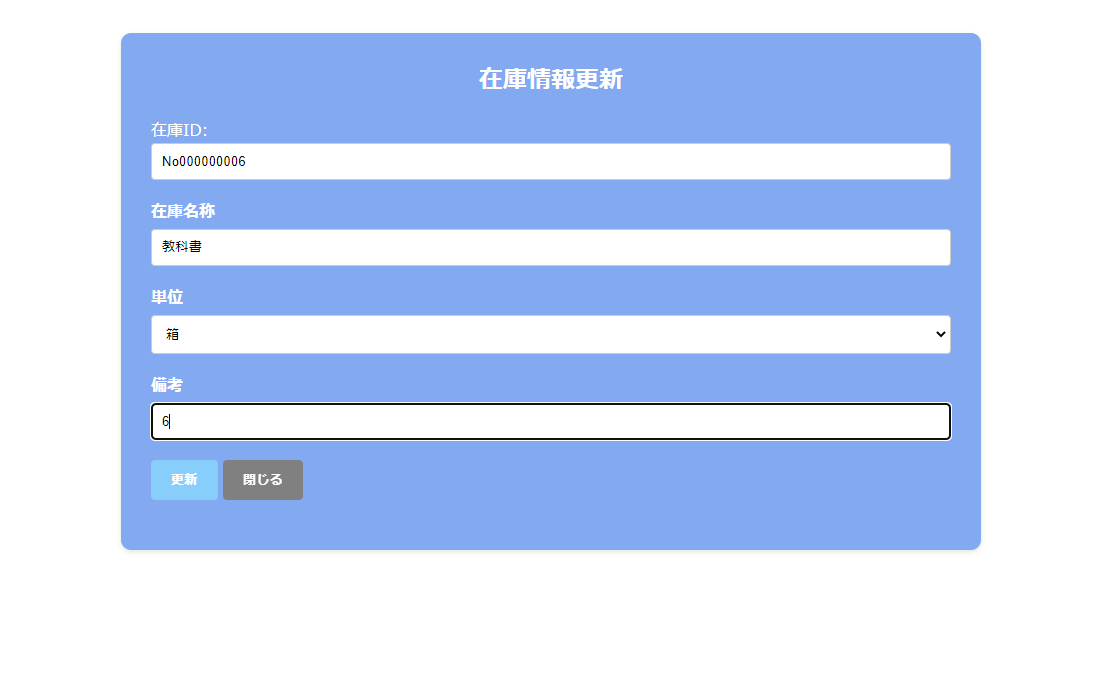 在庫情報更新
在庫ID:
No000000006
在庫名称
教科書
単位
箱
備考
6
更新 閉じる